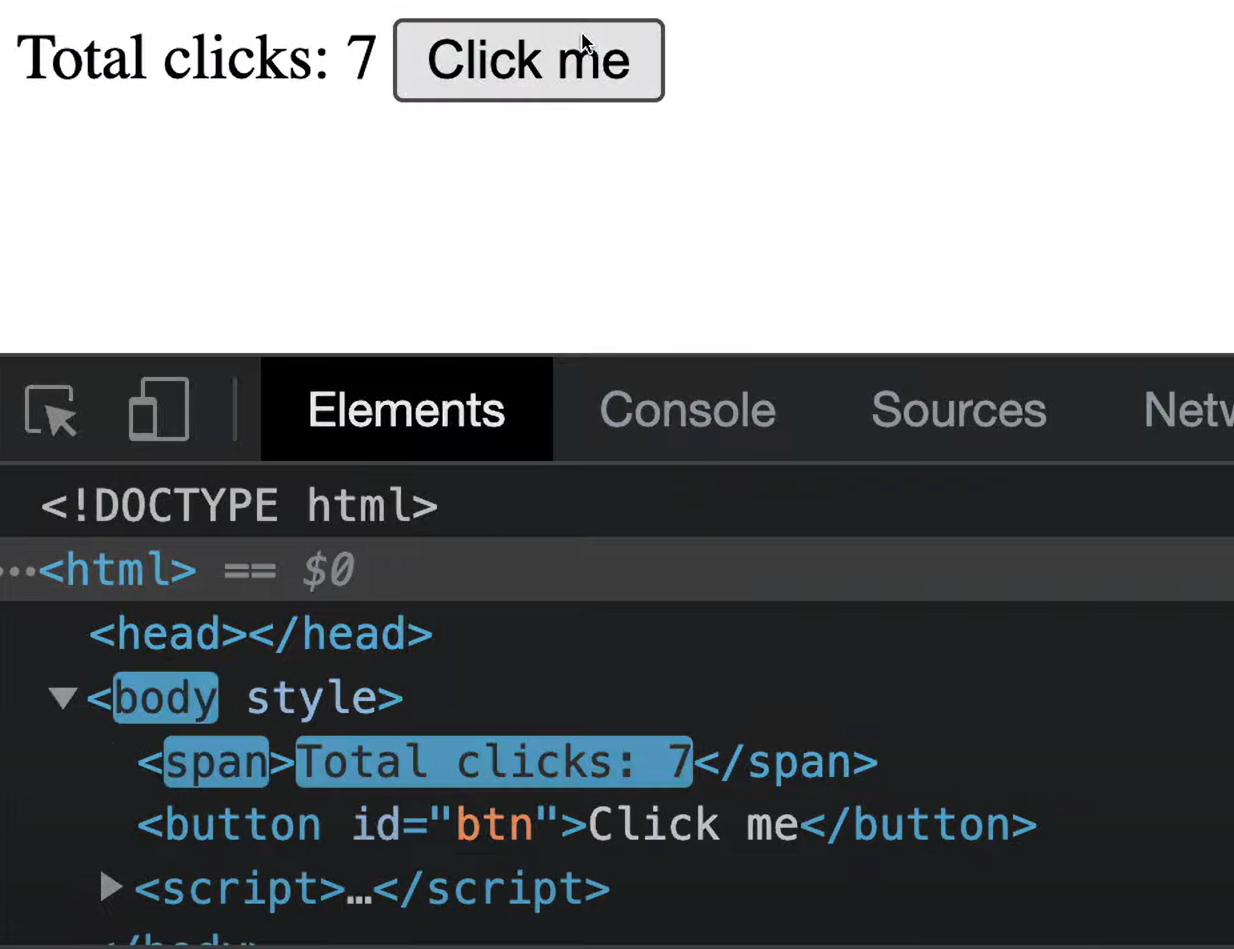 Total clicks: 7 Click me
Elements Console Sources
<!DOCTYPE html>
…<html> == $0
<head></head>
<body style>
<span>Total clicks: 7</span>
<button id="btn">Click me</button>
<script>…</script>
</body>